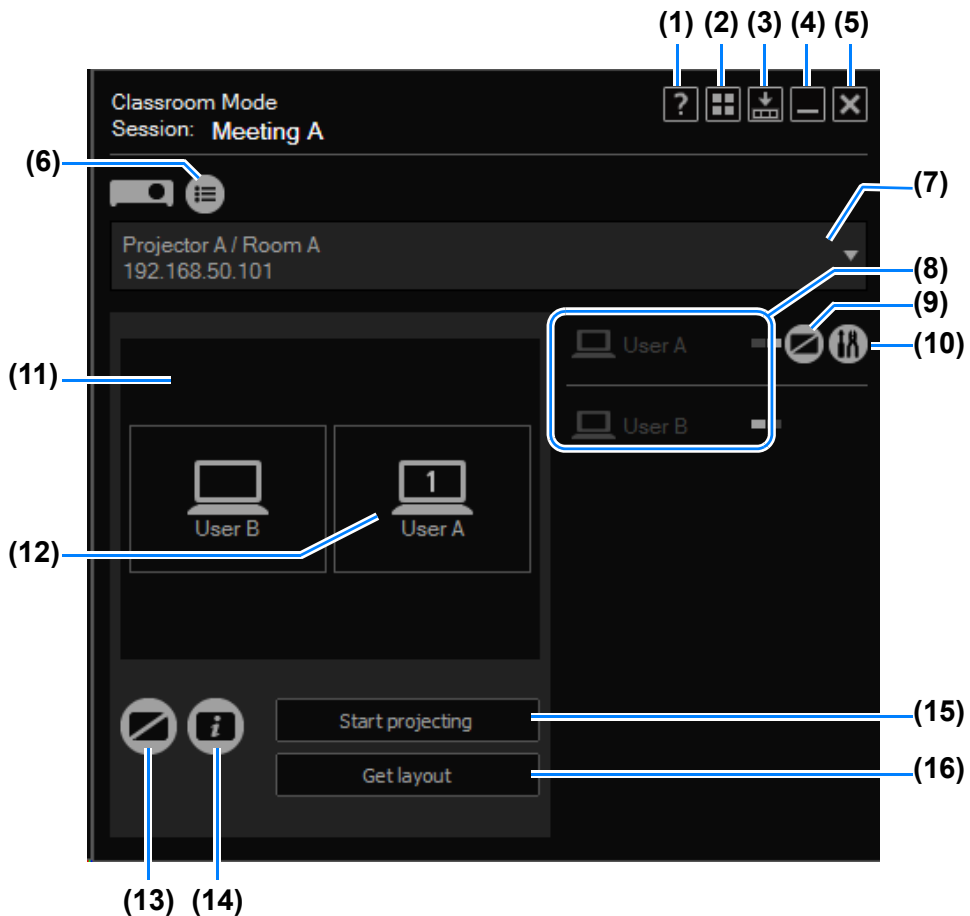 (1) (2) (3) (4) (5)
?
Classroom Mode
Session: Meeting A
(6)
(7)
Projector A / Room A
192.168.50.101
(8)
(9)
User A
(10)
(11)
User B
1
User B
User A
(12)
i
Start projecting
(15)
Get layout
(16)
(13) (14)